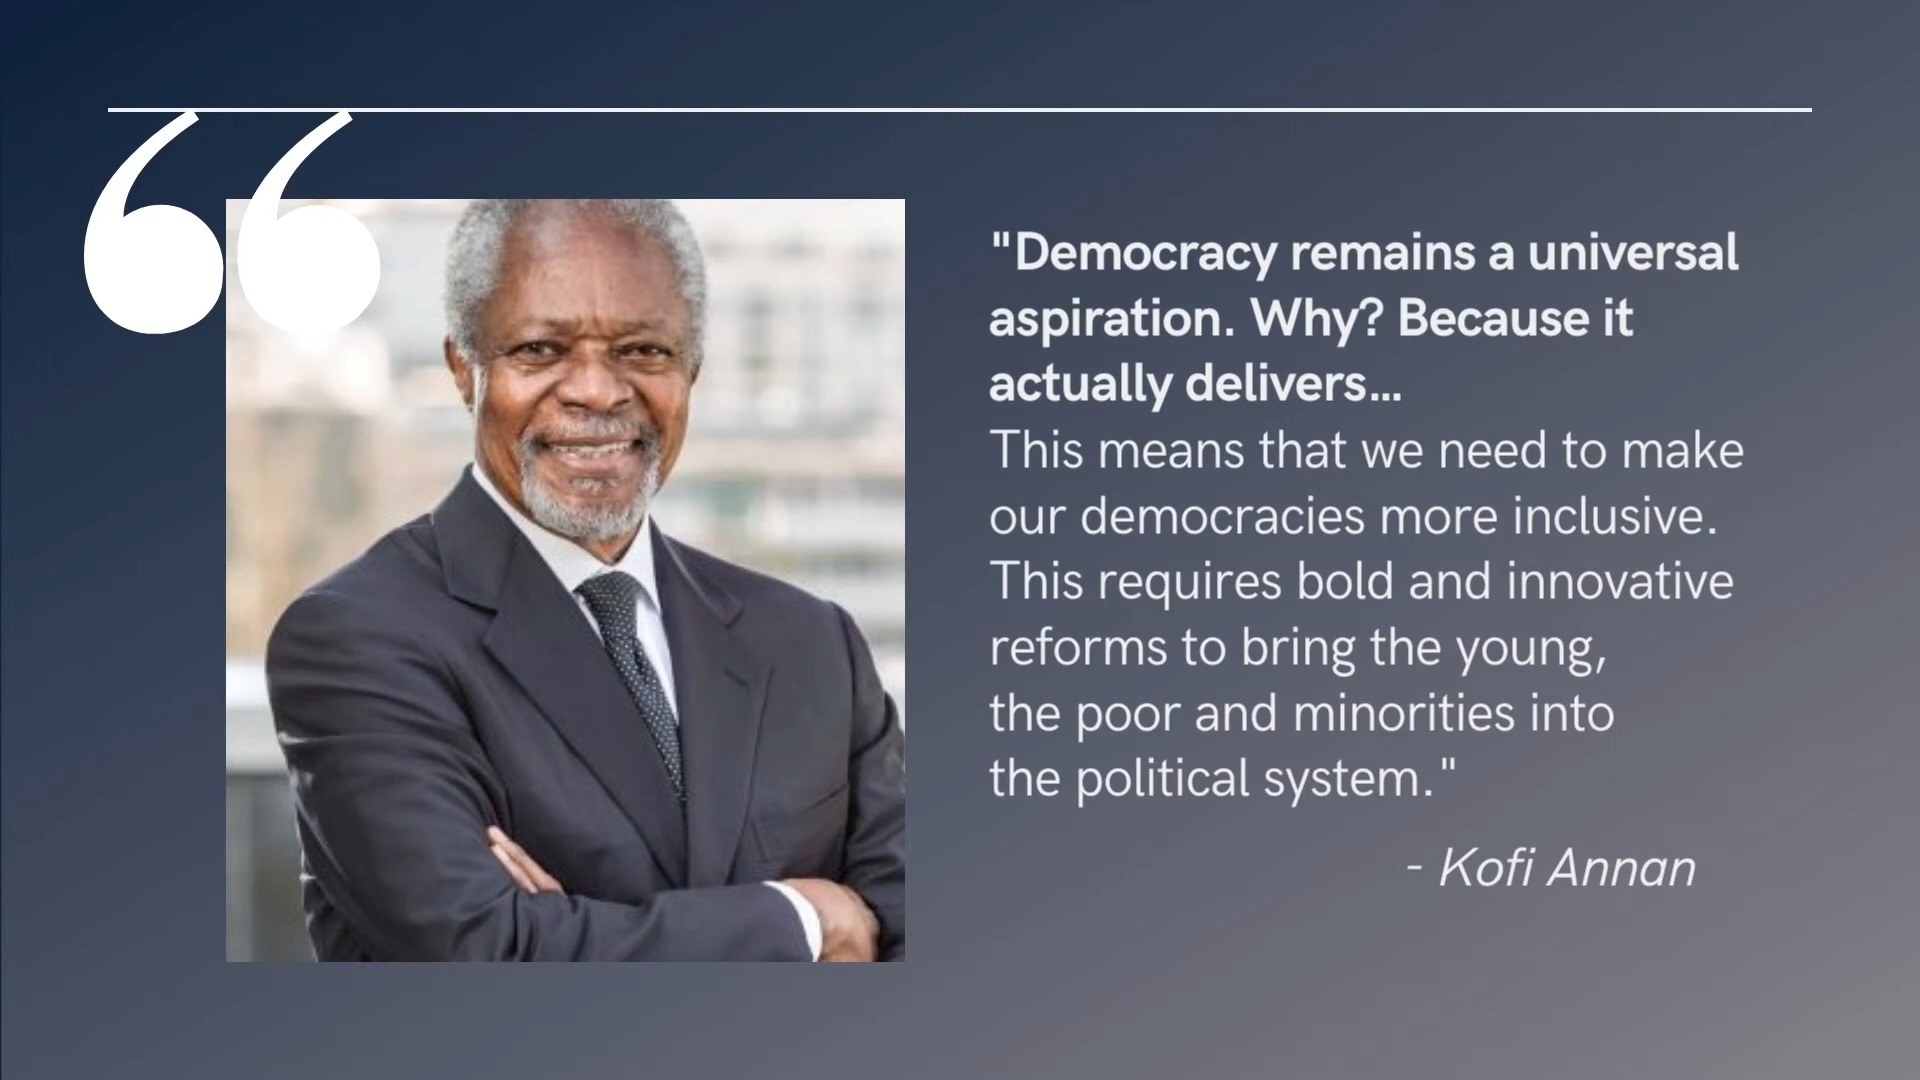 "Democracy remains a universal
aspiration. Why? Because it
actually delivers...
This means that we need to make
our democracies more inclusive.
This requires bold and innovative
reforms to bring the young,
the poor and minorities into
the political system."
- Kofi Annan